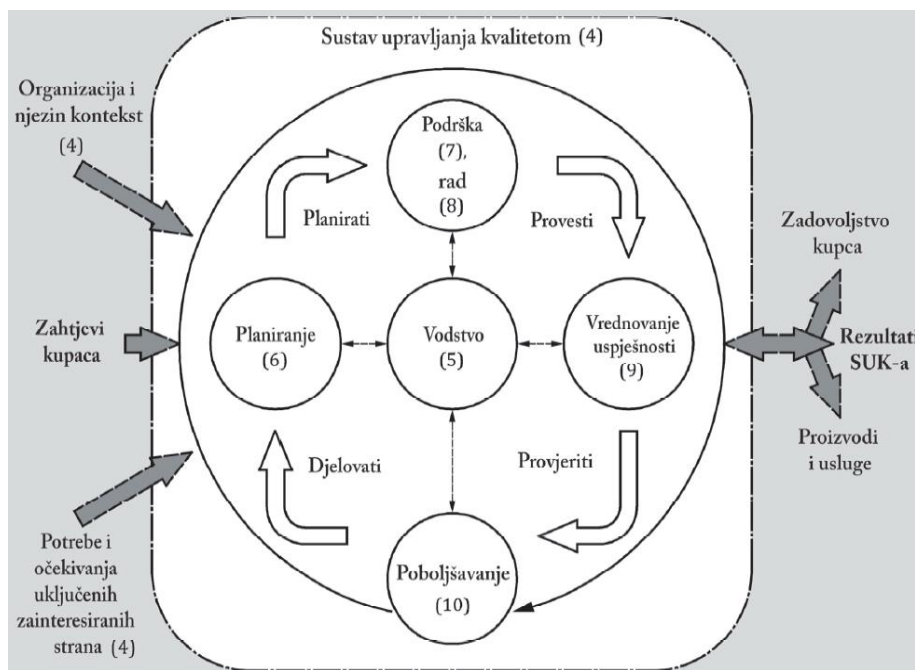 Sustav upravljanja kvalitetom (4)
Organizacija i
njezin kontekst
(4)
Podrška
(7),
rad
(8)
Planirati
Provesti
Zadovoljstvo
kupca
Zahtjevi
kupaca
Planiranje
(6)
Vodstvo
(5)
Vrednovanje
uspješnosti
(9)
Rezultati
SUK-a
Djelovati
Provjeriti
Proizvodi
i usluge
Potrebe i
očekivanja
uključenih
zainteresiranih
strana (4)
Poboljšavanje
(10)